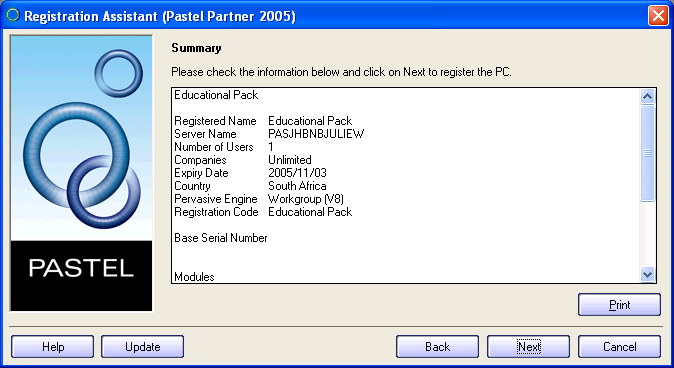 Registration Assistant (Pastel Partner 2005)
Summary
Please check the information below and click on Next to register the PC.
Educational Pack
Registered Name Educational Pack
Server Name PASJHBNBJULIEW
Number of Users 1
Companies Unlimited
Expiry Date 2005/11/03
Country South Africa
Pervasive Engine Workgroup (V8)
Registration Code Educational Pack
Base Serial Number
Modules
PASTEL
Print
Help Update Back Next Cancel